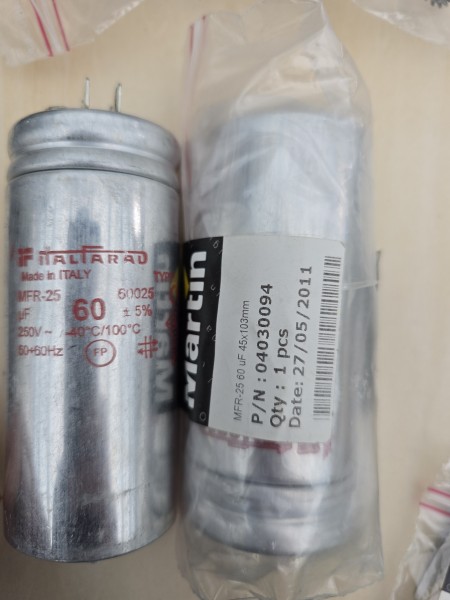 ITALFARAD
Made in ITALY
MFR-25 60025
µF 60 ± 5%
250V ~ -40°C/100°C
50÷60Hz FP
Martin
MFR-25 60 uF 45x103mm
P/N : 04030094
Qty : 1 pcs
Date: 27/05/2011